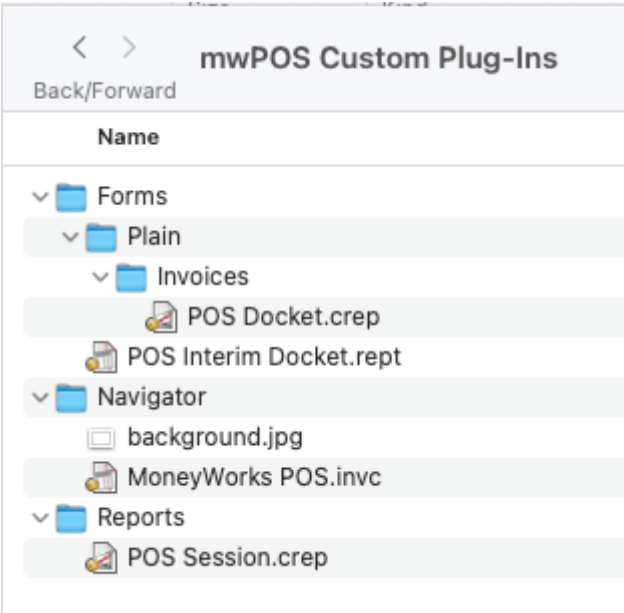 mwPOS Custom Plug-Ins
Back/Forward
Name
Forms
Plain
Invoices
POS Docket.crep
POS Interim Docket.rept
Navigator
background.jpg
MoneyWorks POS.invc
Reports
POS Session.crep